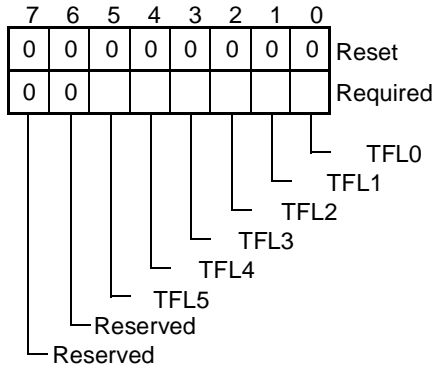 7 6 5 4 3 2 1 0
0 0 0 0 0 0 0 0 Reset
0 0 Required
TFL0
TFL1
TFL2
TFL3
TFL4
TFL5
Reserved
Reserved